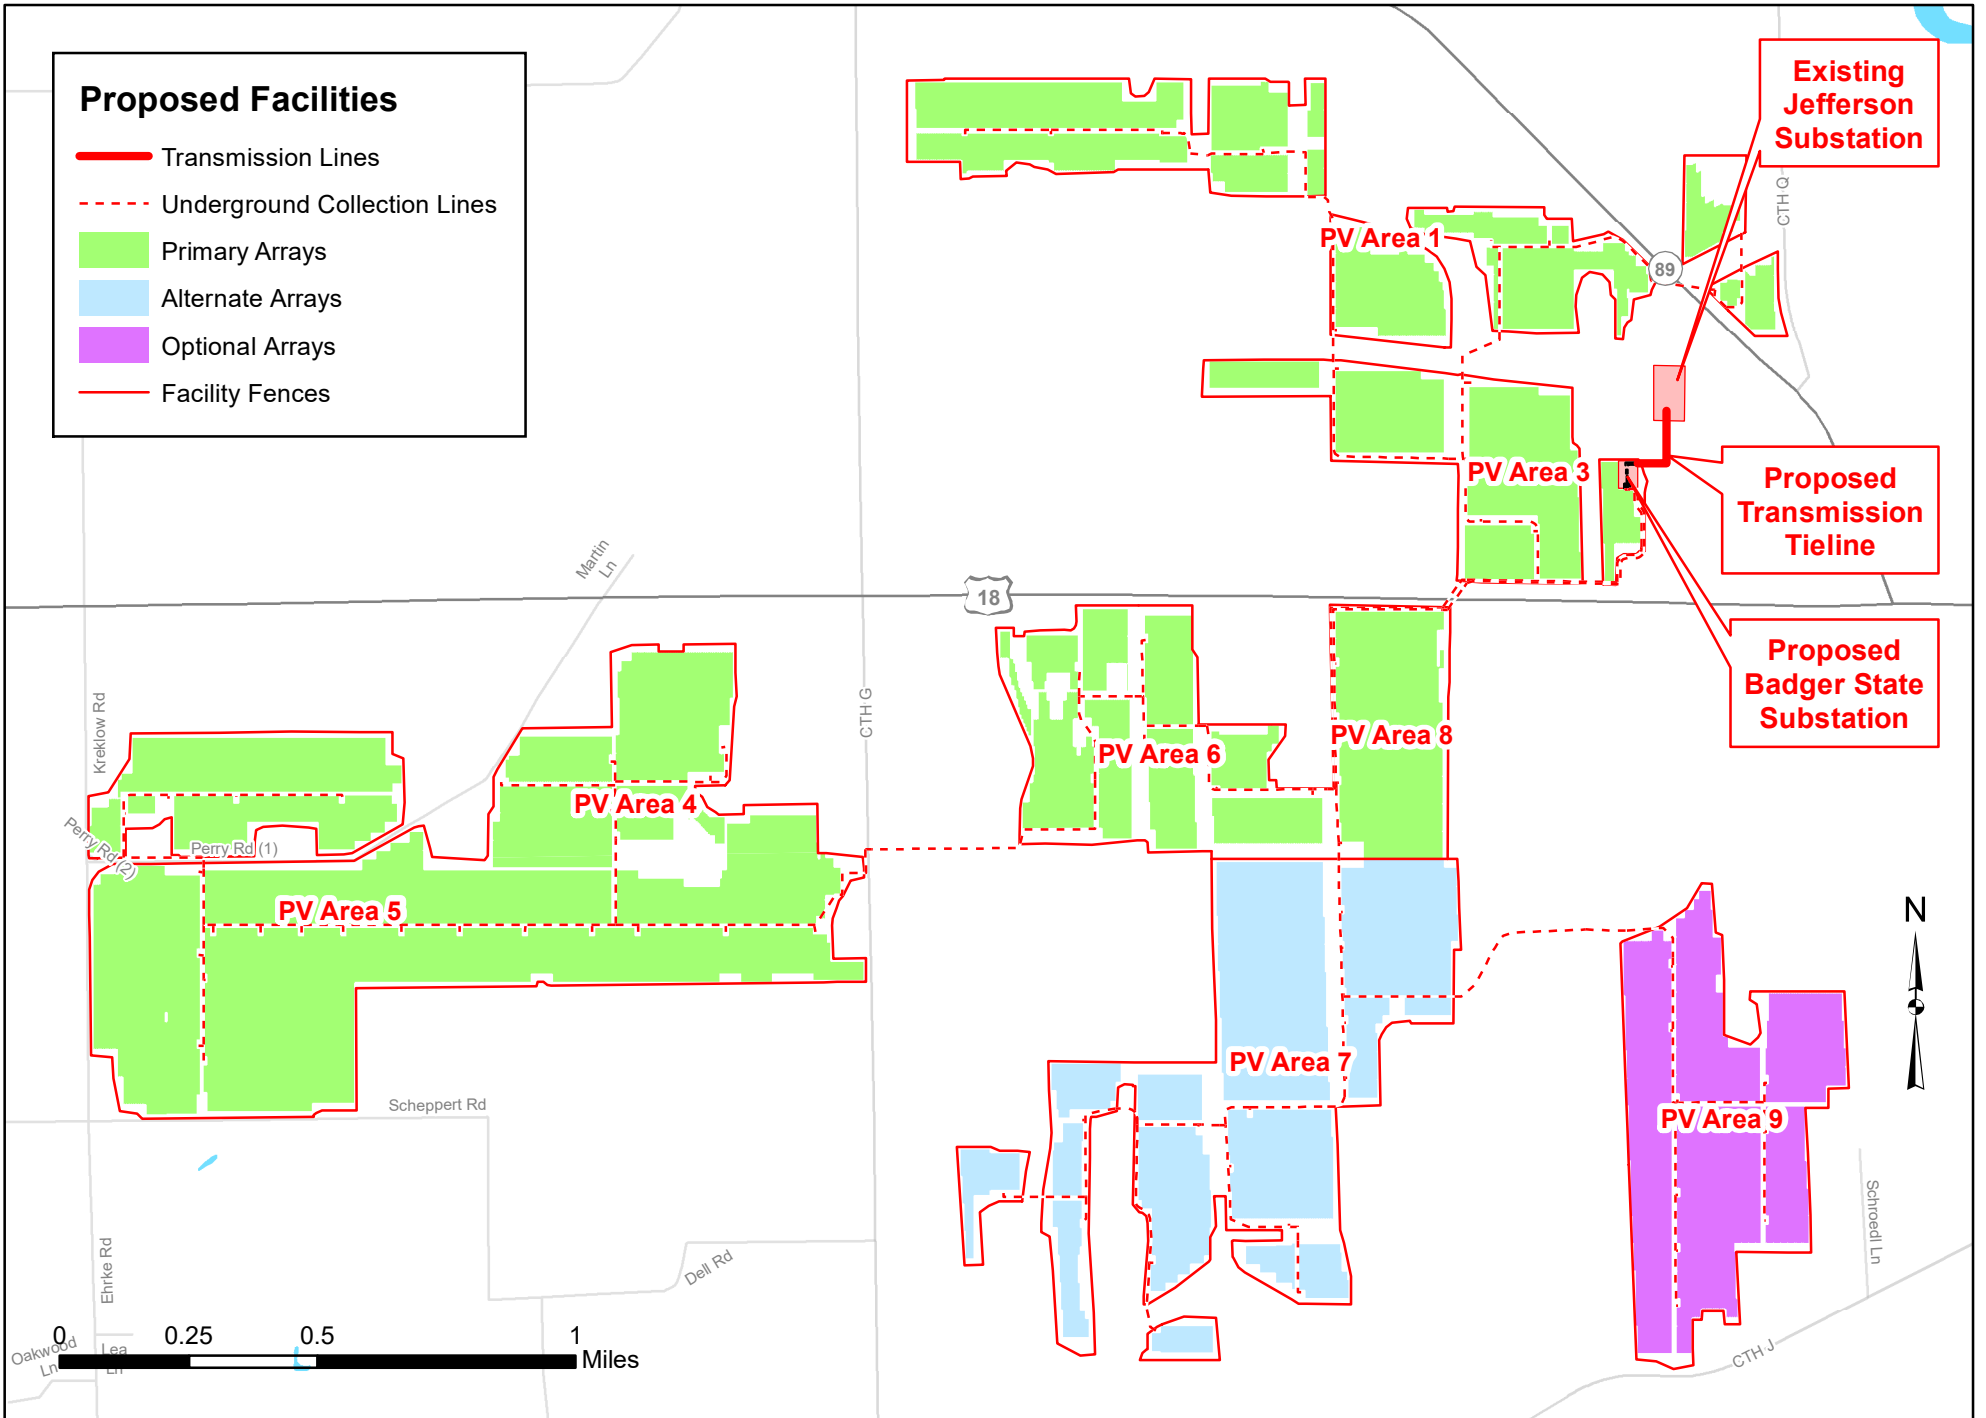 Proposed Facilities
Transmission Lines
Underground Collection Lines
Primary Arrays
Alternate Arrays
Optional Arrays
Facility Fences
Existing
Jefferson
Substation
CTH Q
PV Area 1
89
PV Area 3
Proposed
Transmission
Tieline
Martin
Ln
18
Proposed
Badger State
Substation
Kreklow Rd
CTH G
PV Area 8
PV Area 6
PV Area 4
Perry Rd (2)
Perry Rd (1)
PV Area 5
N
PV Area 7
Scheppert Rd
PV Area 9
Schroedl Ln
Ehrke Rd
Dell Rd
0 0.25 0.5 1
Miles
Oakwood
Ln
Lea
Ln
CTH J